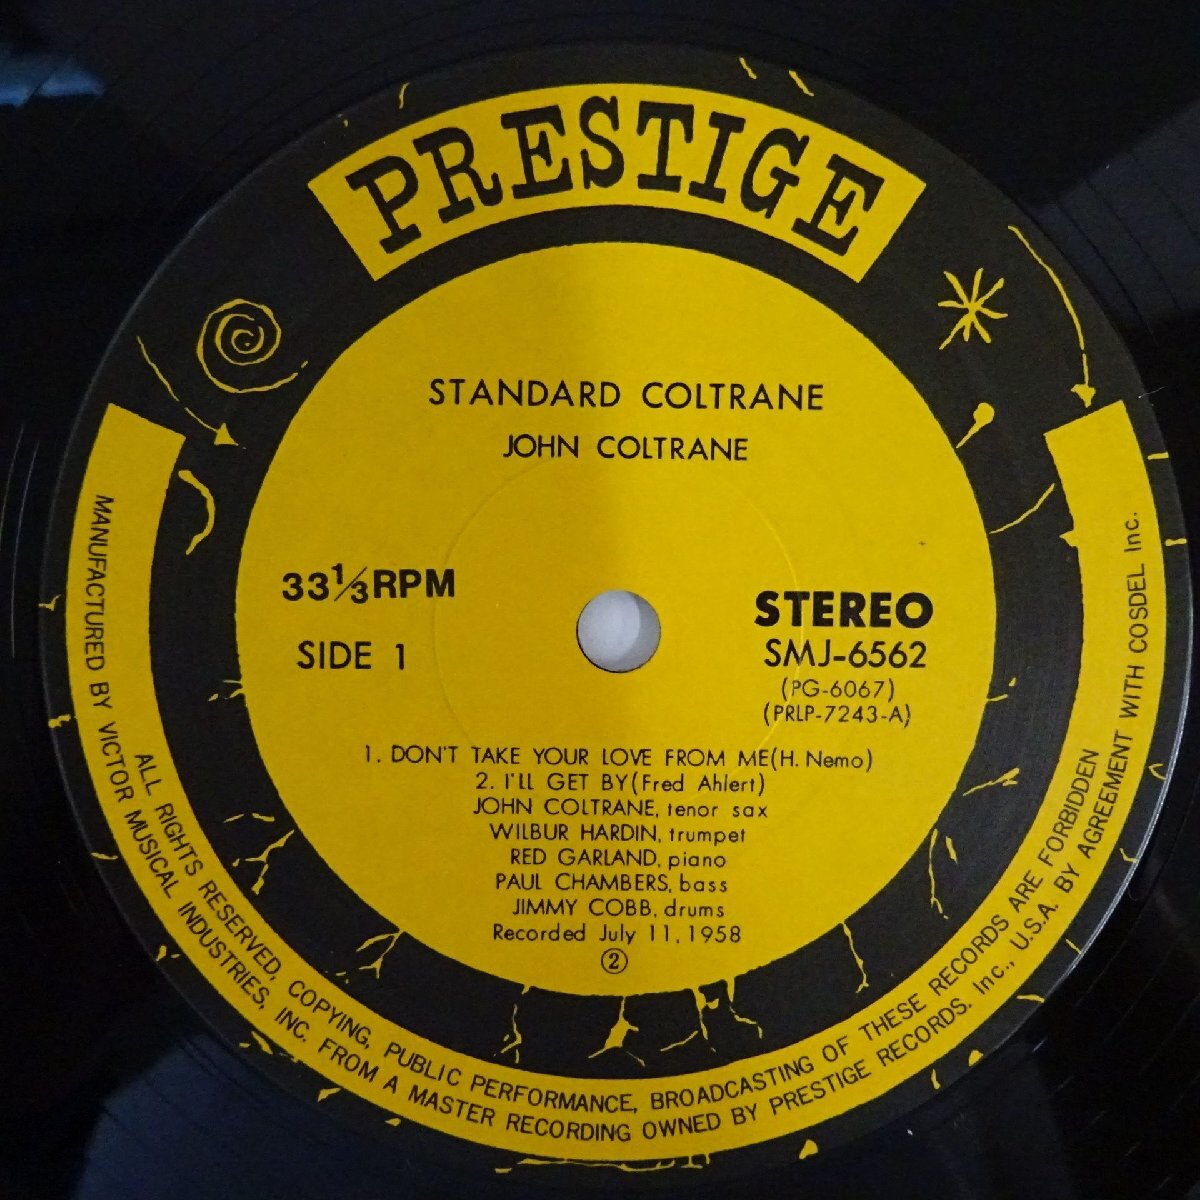 PRESTIGE
STANDARD COLTRANE
JOHN COLTRANE
33⅓RPM
SIDE 1
STEREO
SMJ-6562
(PG-6067)
(PRLP-7243-A)
1. DON'T TAKE YOUR LOVE FROM ME(H. Nemo)
2. I'LL GET BY(Fred Ahlert)
JOHN COLTRANE, tenor sax
WILBUR HARDIN, trumpet
RED GARLAND, piano
PAUL CHAMBERS, bass
JIMMY COBB, drums
Recorded July 11, 1958
②
ALL RIGHTS RESERVED, COPYING, PUBLIC PERFORMANCE, BROADCASTING OF THESE RECORDS ARE FORBIDDEN
MANUFACTURED BY VICTOR MUSICAL INDUSTRIES, INC. FROM A MASTER RECORDING OWNED BY PRESTIGE RECORDS. Inc., U.S.A. BY AGREEMENT WITH COSDEL Inc.